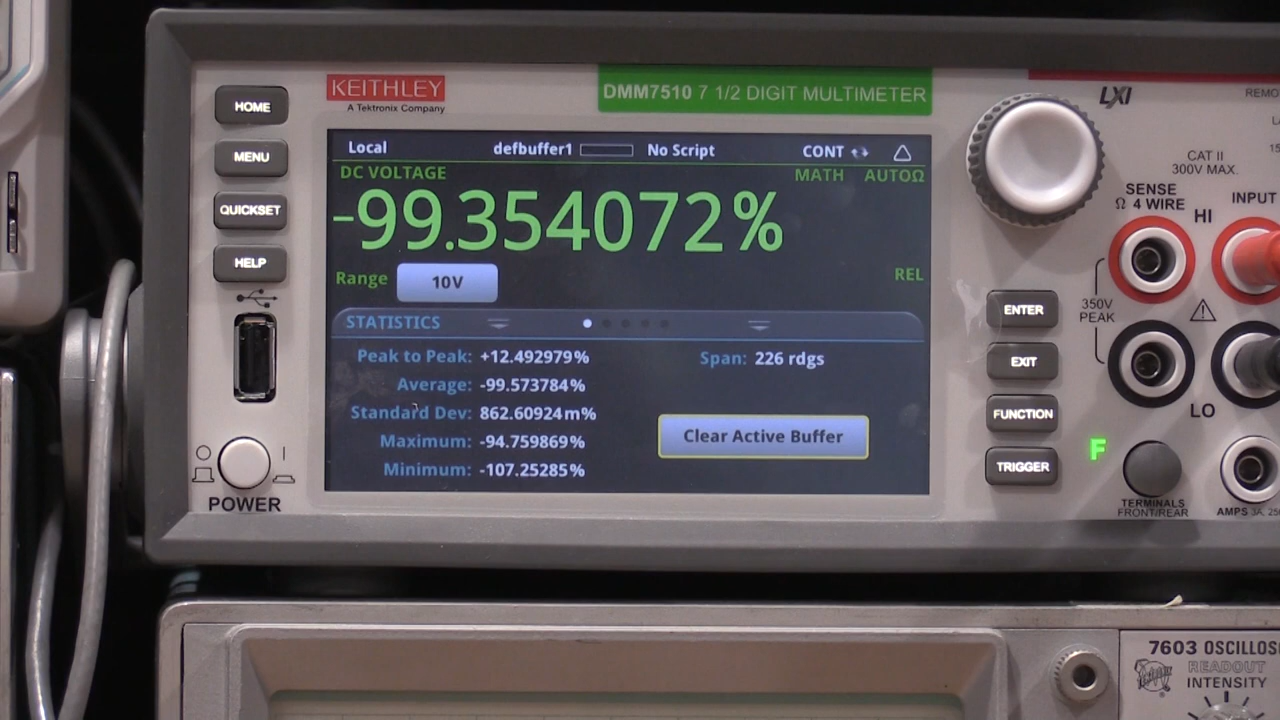 KEITHLEY
A Tektronix Company
DMM7510 7 1/2 DIGIT MULTIMETER
LXI
HOME
MENU
QUICKSET
HELP
POWER
Local defbuffer1 No Script CONT
DC VOLTAGE MATH AUTOΩ
-99.354072%
Range 10V REL
STATISTICS
Peak to Peak: +12.492979% Span: 226 rdgs
Average: -99.573784%
Standard Dev: 862.60924m%
Maximum: -94.759869%
Minimum: -107.25285%
Clear Active Buffer
ENTER
EXIT
FUNCTION
TRIGGER
CAT II
300V MAX.
SENSE
Ω 4 WIRE
INPUT
HI
350V
PEAK
LO
F
TERMINALS
FRONT/REAR
AMPS 3A,
7603
READOUT
INTENSITY